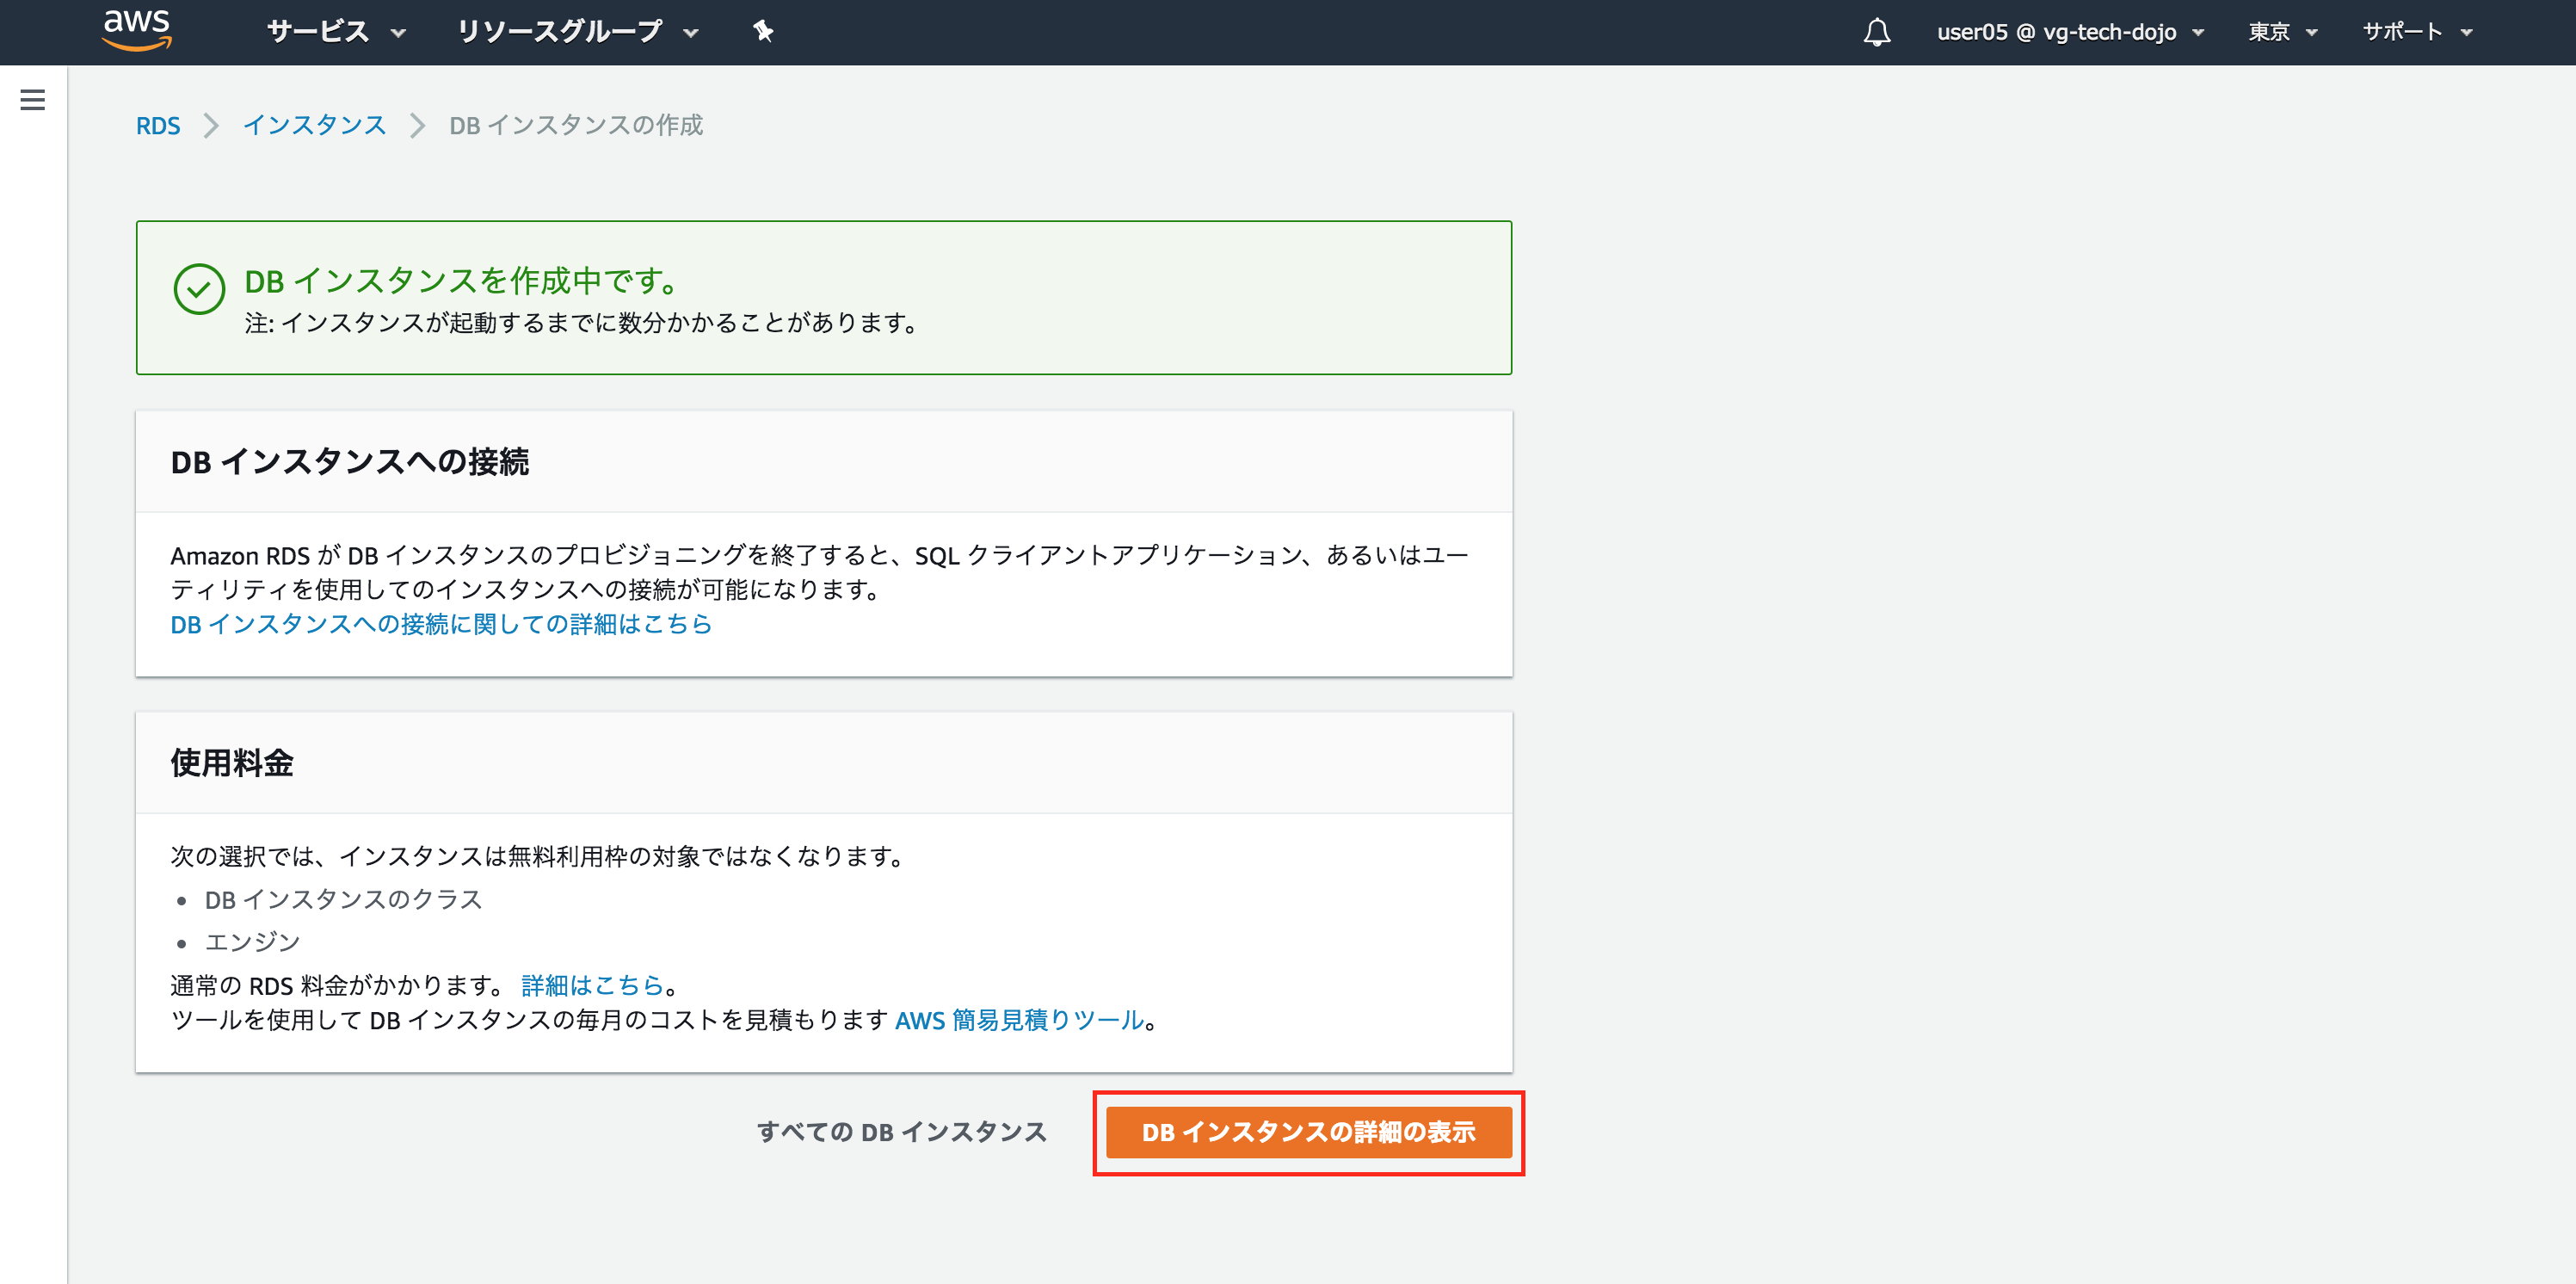 aws サービス リソースグループ user05 @ vg-tech-dojo 東京 サポート
RDS インスタンス DB インスタンスの作成
DB インスタンスを作成中です。
注: インスタンスが起動するまでに数分かかることがあります。
DB インスタンスへの接続
Amazon RDS が DB インスタンスのプロビジョニングを終了すると、SQL クライアントアプリケーション、あるいはユー
ティリティを使用してのインスタンスへの接続が可能になります。
DB インスタンスへの接続に関しての詳細はこちら
使用料金
次の選択では、インスタンスは無料利用枠の対象ではなくなります。
• DB インスタンスのクラス
• エンジン
通常の RDS 料金がかかります。 詳細はこちら。
ツールを使用して DB インスタンスの毎月のコストを見積もります AWS 簡易見積りツール。
すべての DB インスタンス DB インスタンスの詳細の表示